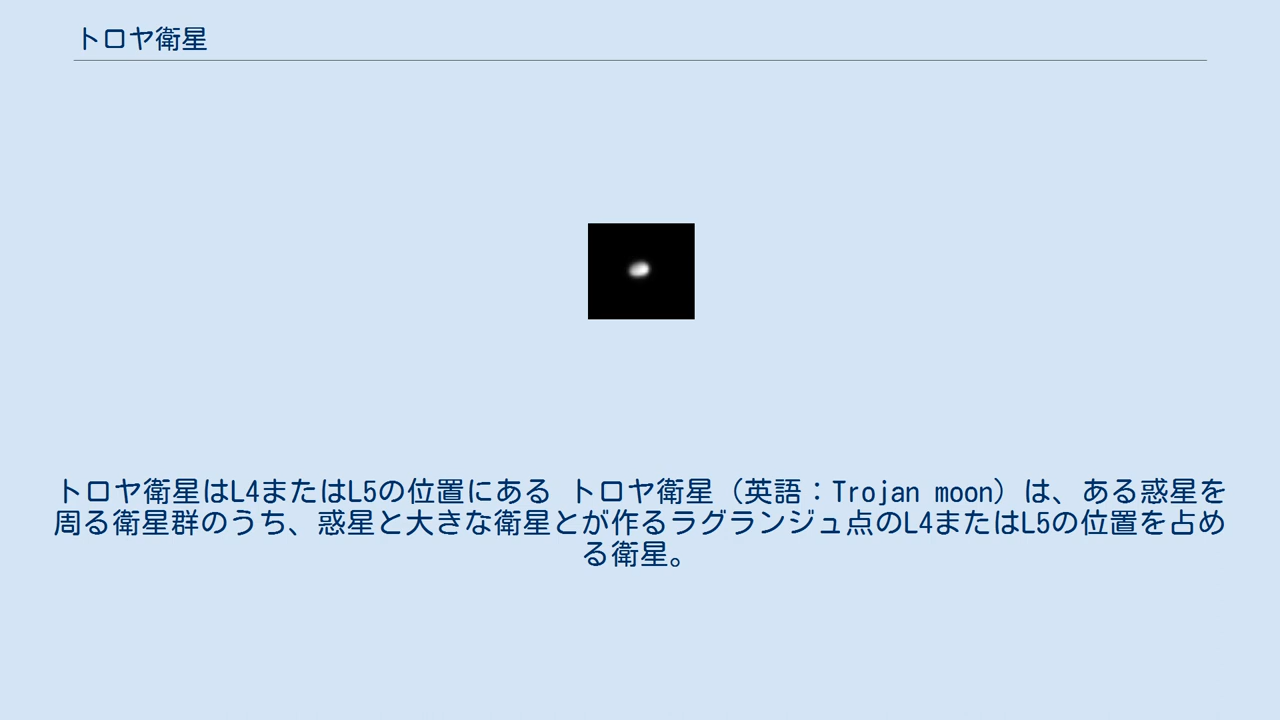 トロヤ衛星
トロヤ衛星はL4またはL5の位置にある トロヤ衛星（英語：Trojan moon）は、ある惑星を
周る衛星群のうち、惑星と大きな衛星とが作るラグランジュ点のL4またはL5の位置を占め
る衛星。